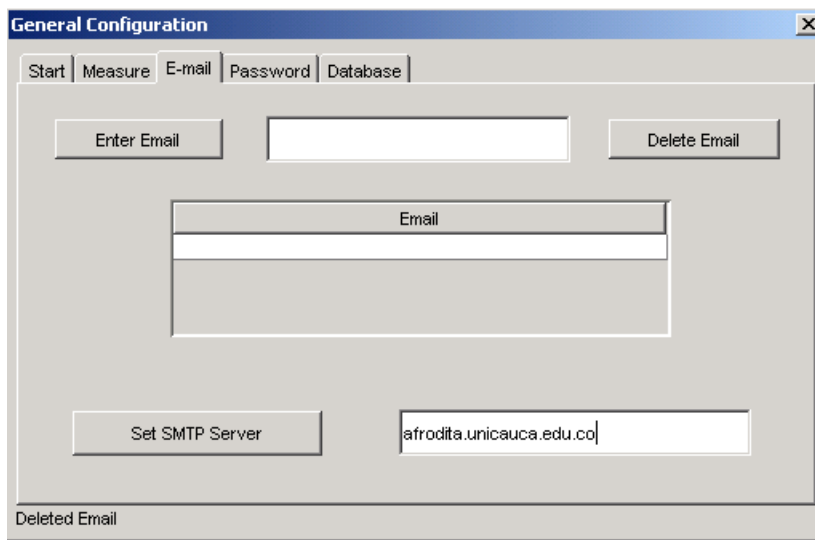 General Configuration
Start Measure E-mail Password Database
Enter Email Delete Email
Email
Set SMTP Server afrodita.unicauca.edu.co
Deleted Email